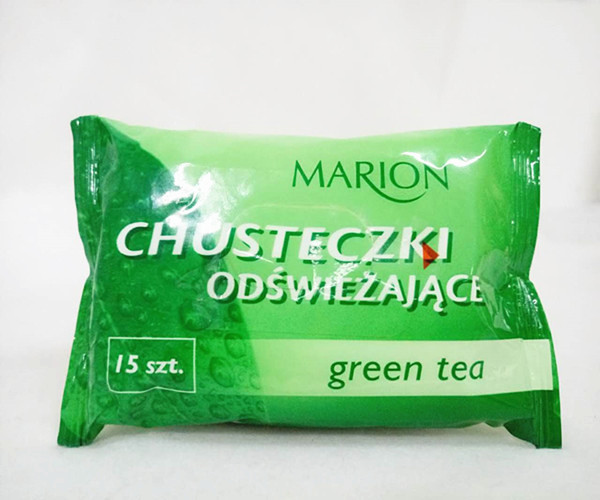 MARION
CHUSTECZKI
ODŚWIEŻAJĄCE
15 szt.
green tea